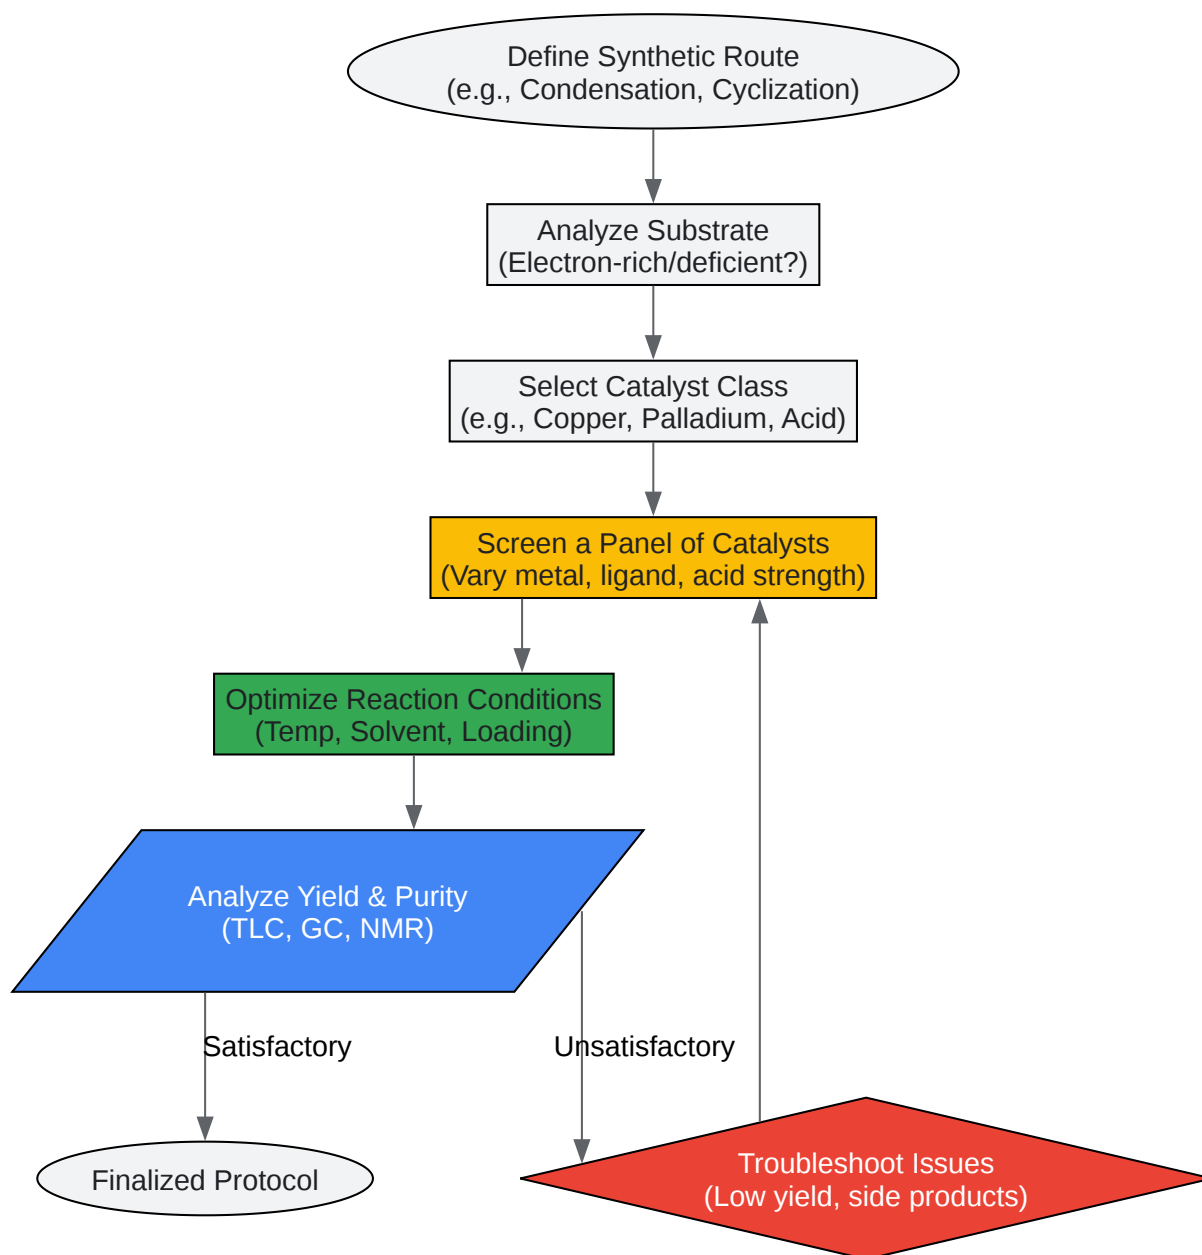 Define Synthetic Route
(e.g., Condensation, Cyclization)
Analyze Substrate
(Electron-rich/deficient?)
Select Catalyst Class
(e.g., Copper, Palladium, Acid)
Screen a Panel of Catalysts
(Vary metal, ligand, acid strength)
Optimize Reaction Conditions
(Temp, Solvent, Loading)
Analyze Yield & Purity
(TLC, GC, NMR)
Satisfactory
Unsatisfactory
Finalized Protocol
Troubleshoot Issues
(Low yield, side products)